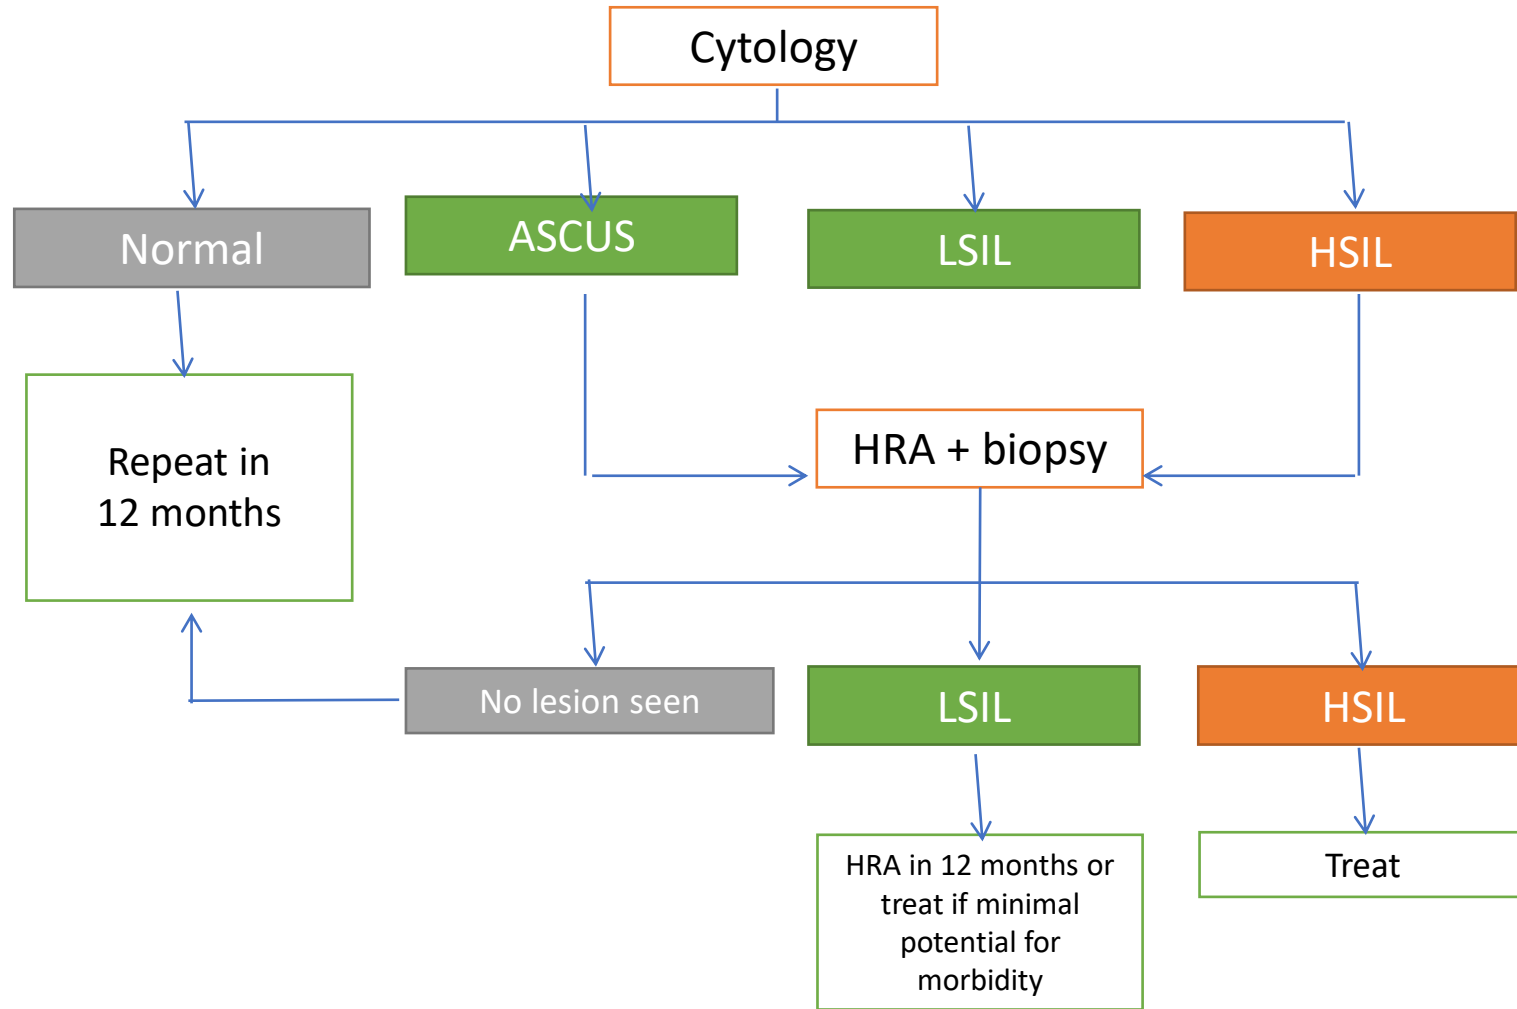 Cytology
Normal
ASCUS
LSIL
HSIL
Repeat in
12 months
HRA + biopsy
No lesion seen
LSIL
HSIL
HRA in 12 months or
treat if minimal
potential for
morbidity
Treat